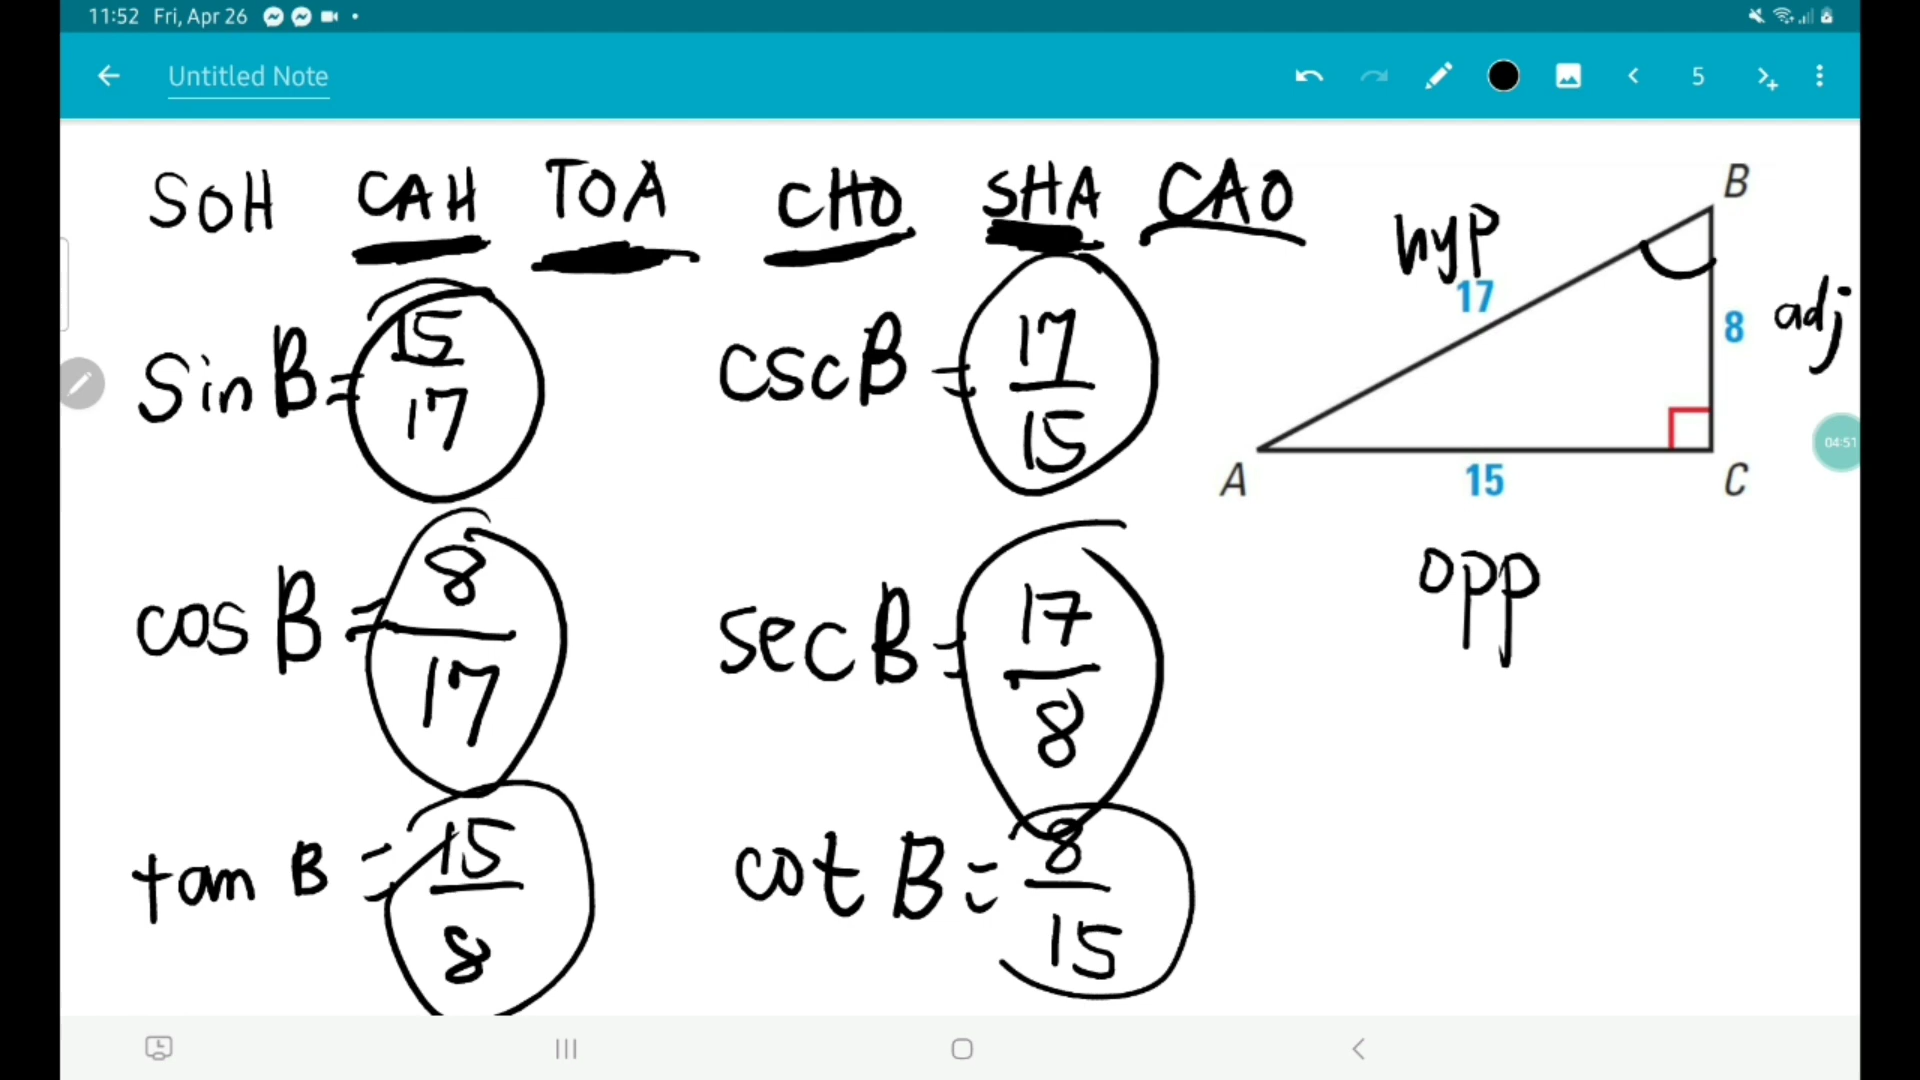 11:52 Fri, Apr 26
Untitled Note
5
SOH CAH TOA CHO SHA CAO
B
hyp
17
8 adj
A 15 C
opp
04:51
sin B = 15/17 csc B = 17/15
cos B = 8/17 sec B = 17/8
tan B = 15/8 cot B = 8/15